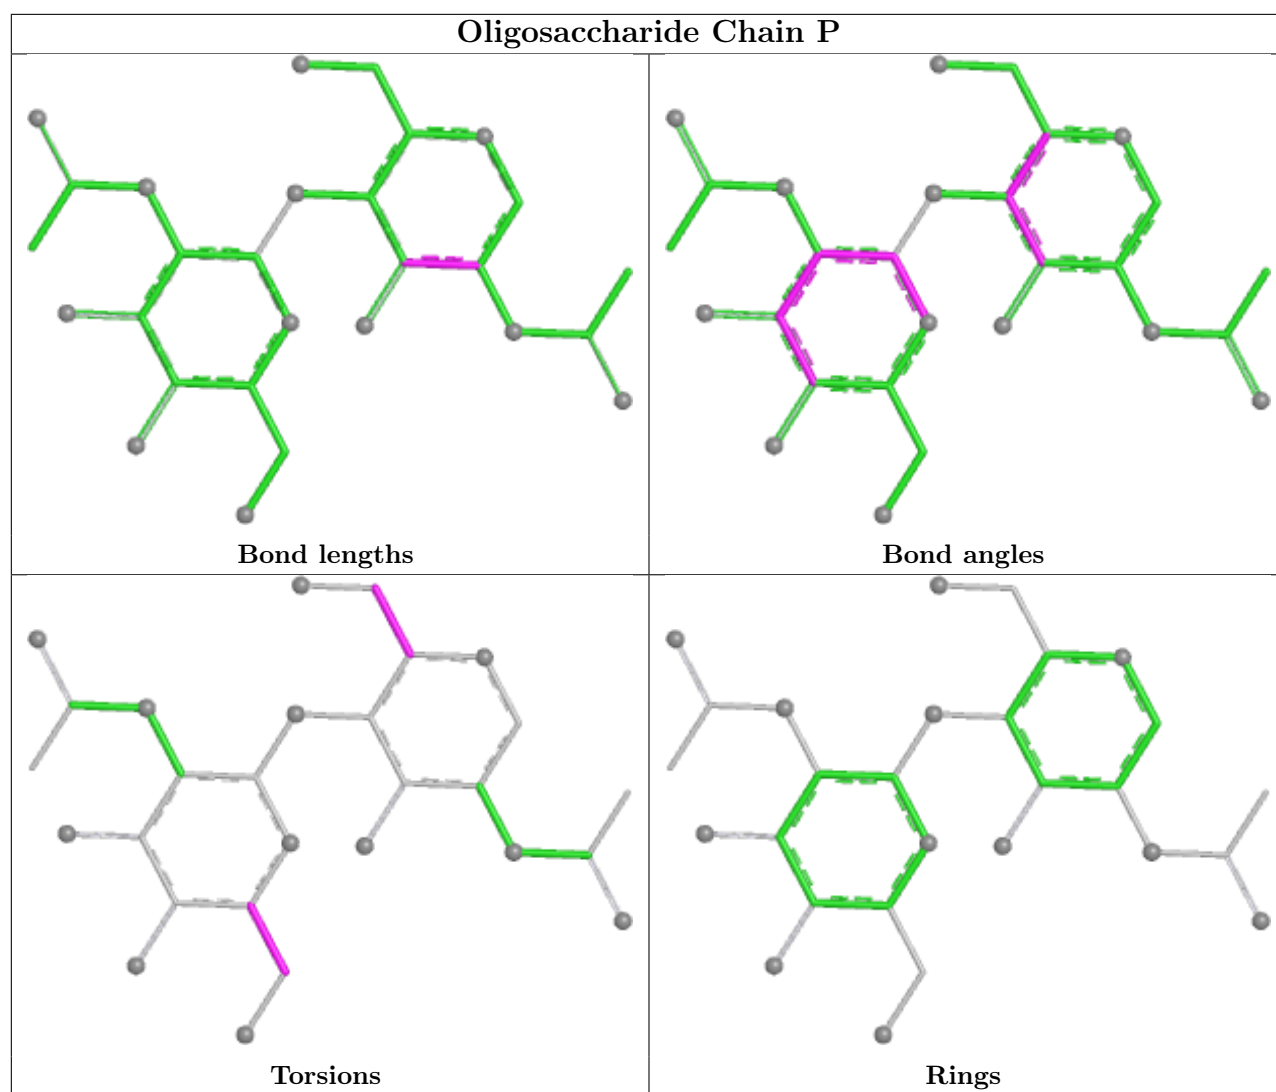 Oligosaccharide Chain P
Bond lengths
Bond angles
Torsions
Rings